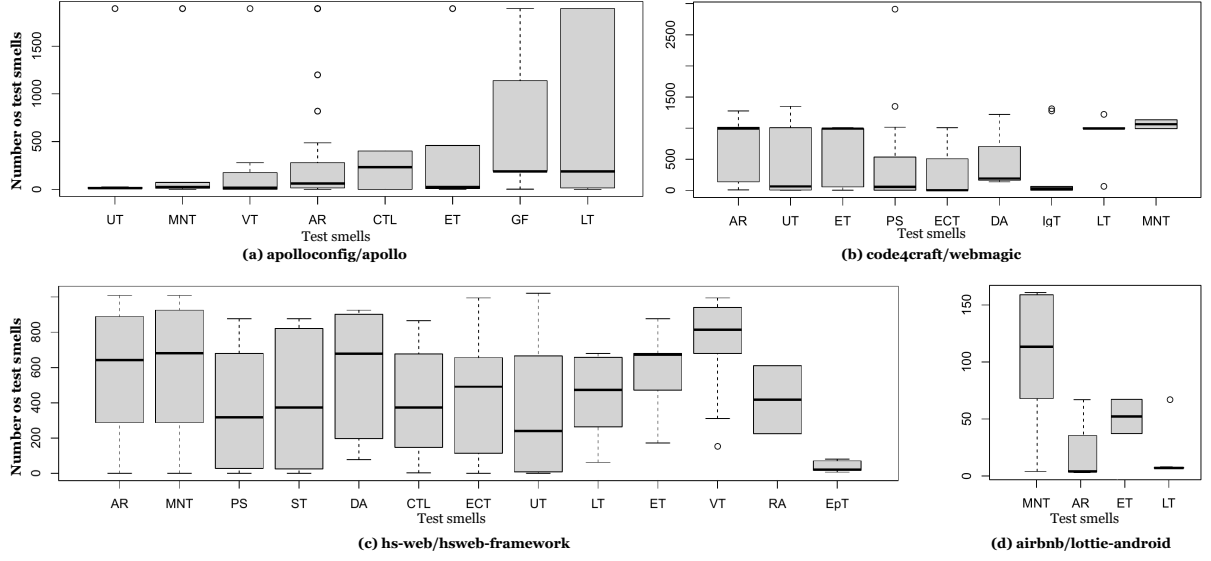 Number os test smells
1500
1000
500
0
UT MNT VT AR CTL ET GF LT
Test smells
(a) apolloconfig/apollo
2500
1500
500
0
AR UT ET PS ECT DA IgT LT MNT
Test smells
(b) code4craft/webmagic
Number os test smells
800
600
400
200
0
AR MNT PS ST DA CTL ECT UT LT ET VT RA EpT
Test smells
(c) hs-web/hsweb-framework
150
100
50
0
MNT AR ET LT
Test smells
(d) airbnb/lottie-android